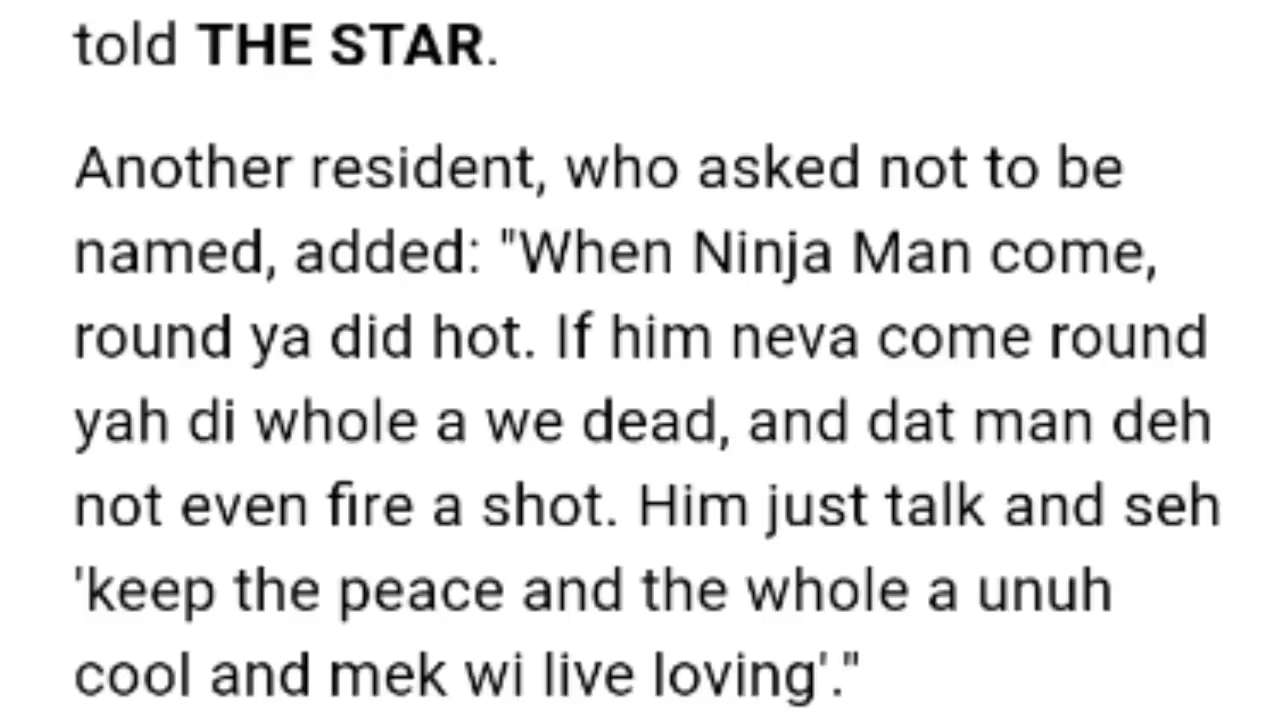 told THE STAR.
Another resident, who asked not to be
named, added: "When Ninja Man come,
round ya did hot. If him neva come round
yah di whole a we dead, and dat man deh
not even fire a shot. Him just talk and seh
'keep the peace and the whole a unuh
cool and mek wi live loving'."